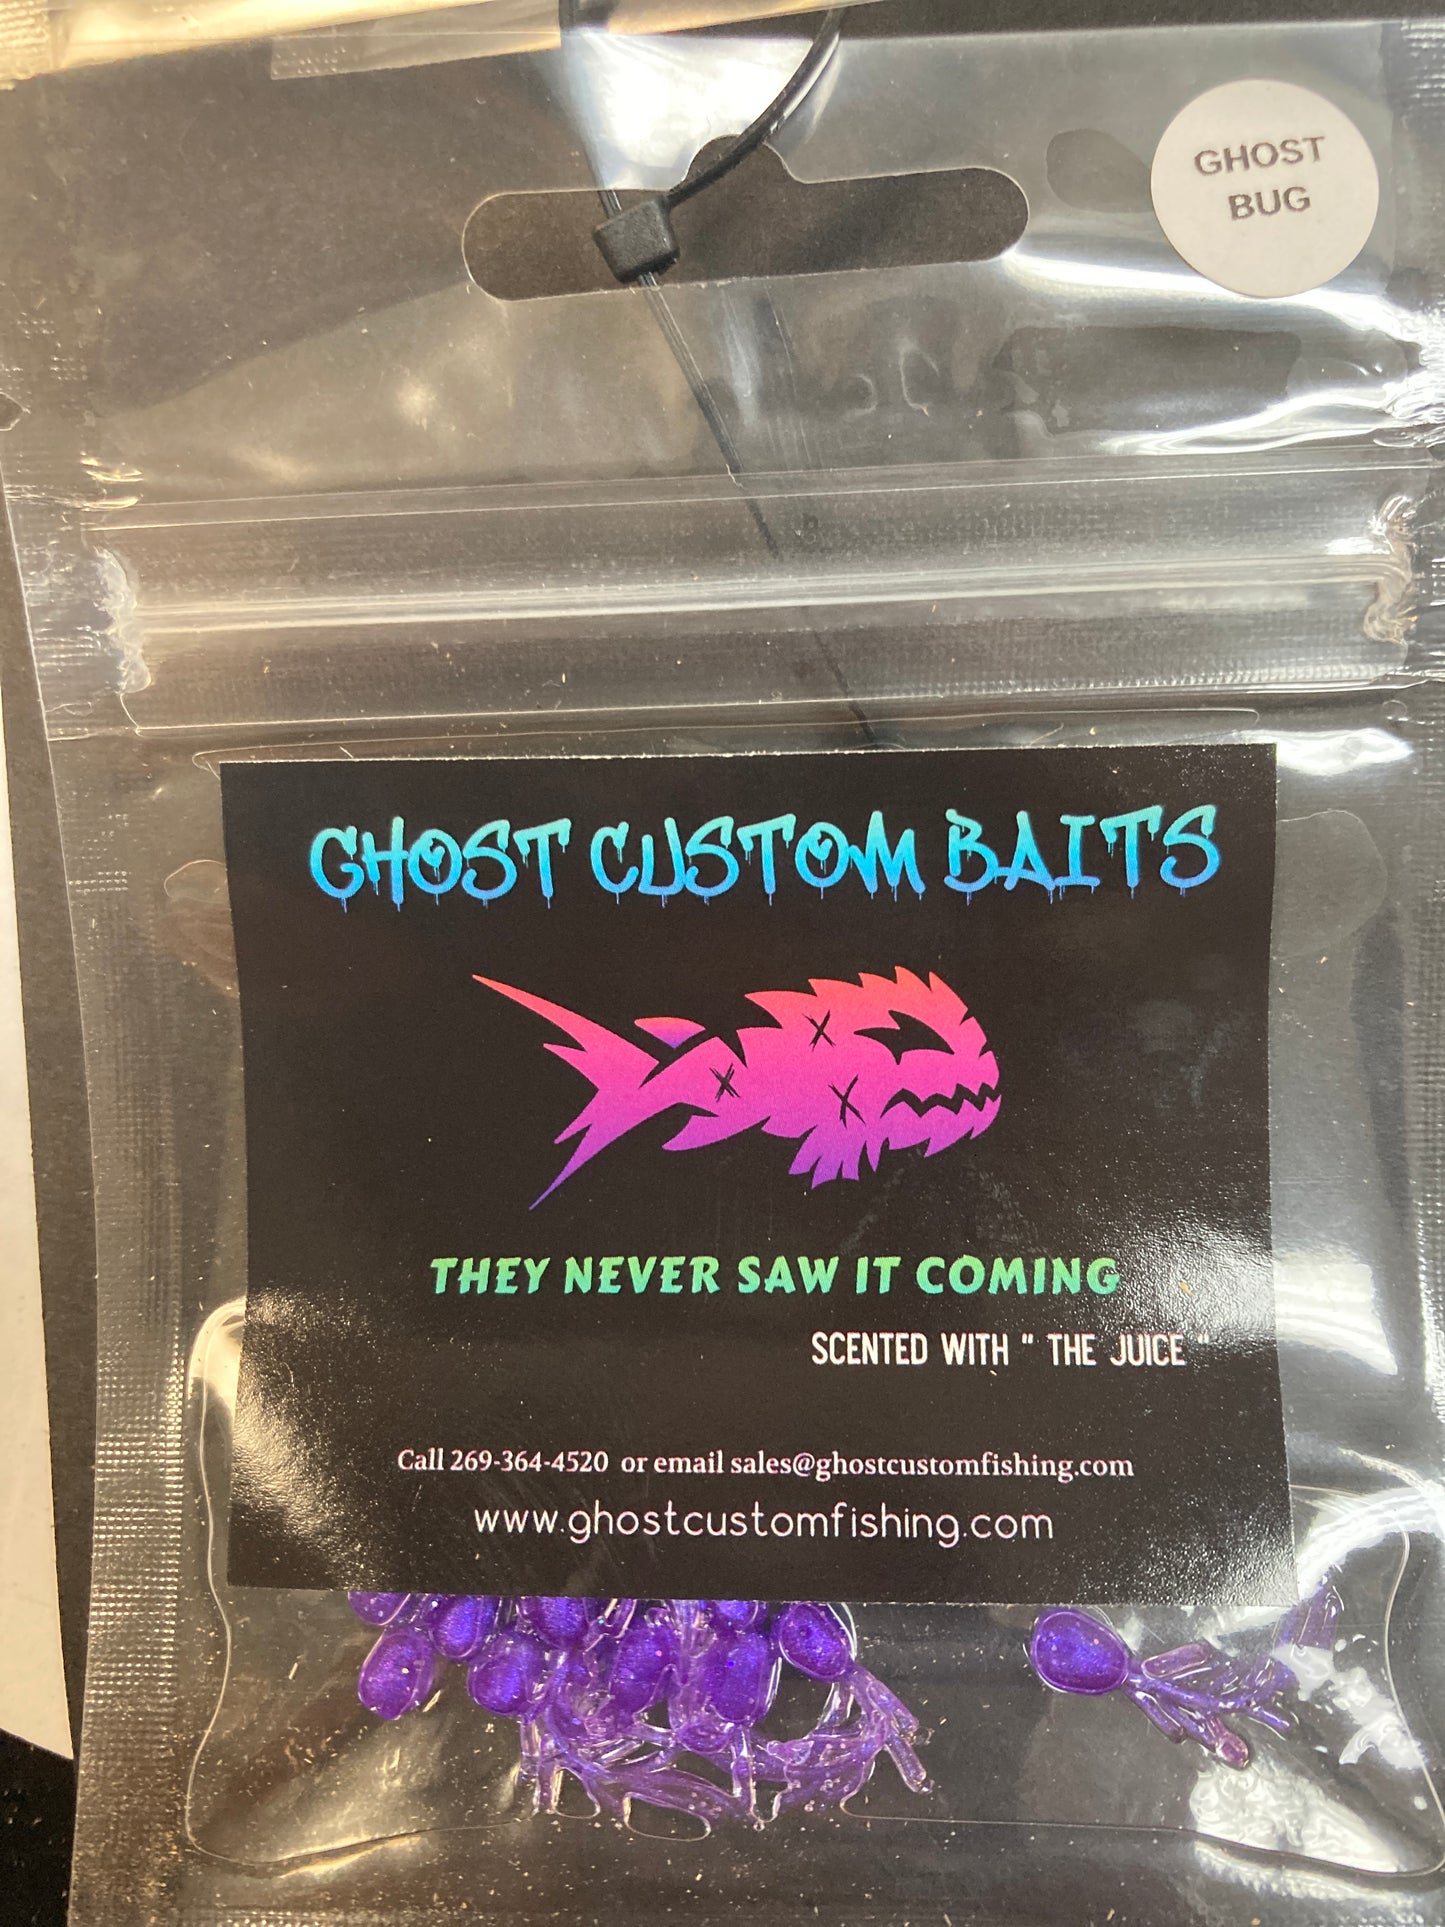 GHOST
BUG
GHOST CUSTOM BAITS
THEY NEVER SAW IT COMING
SCENTED WITH " THE JUICE "
Call 269-364-4520 or email sales@ghostcustomfishing.com
www.ghostcustomfishing.com